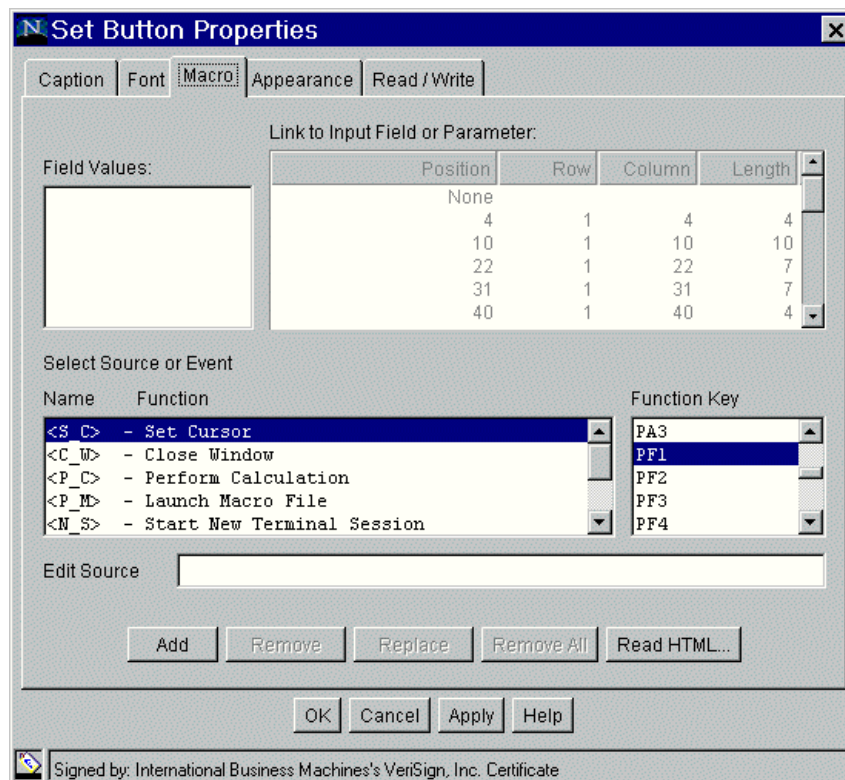 N Set Button Properties
Caption Font Macro Appearance Read / Write
Link to Input Field or Parameter:
Field Values:
Position Row Column Length
None
4 1 4 4
10 1 10 10
22 1 22 7
31 1 31 7
40 1 40 4
Select Source or Event
Name Function Function Key
<S_C> - Set Cursor PA3
<C_W> - Close Window PF1
<P_C> - Perform Calculation PF2
<P_M> - Launch Macro File PF3
<N_S> - Start New Terminal Session PF4
Edit Source
Add Remove Replace Remove All Read HTML...
OK Cancel Apply Help
Signed by: International Business Machines's VeriSign, Inc. Certificate